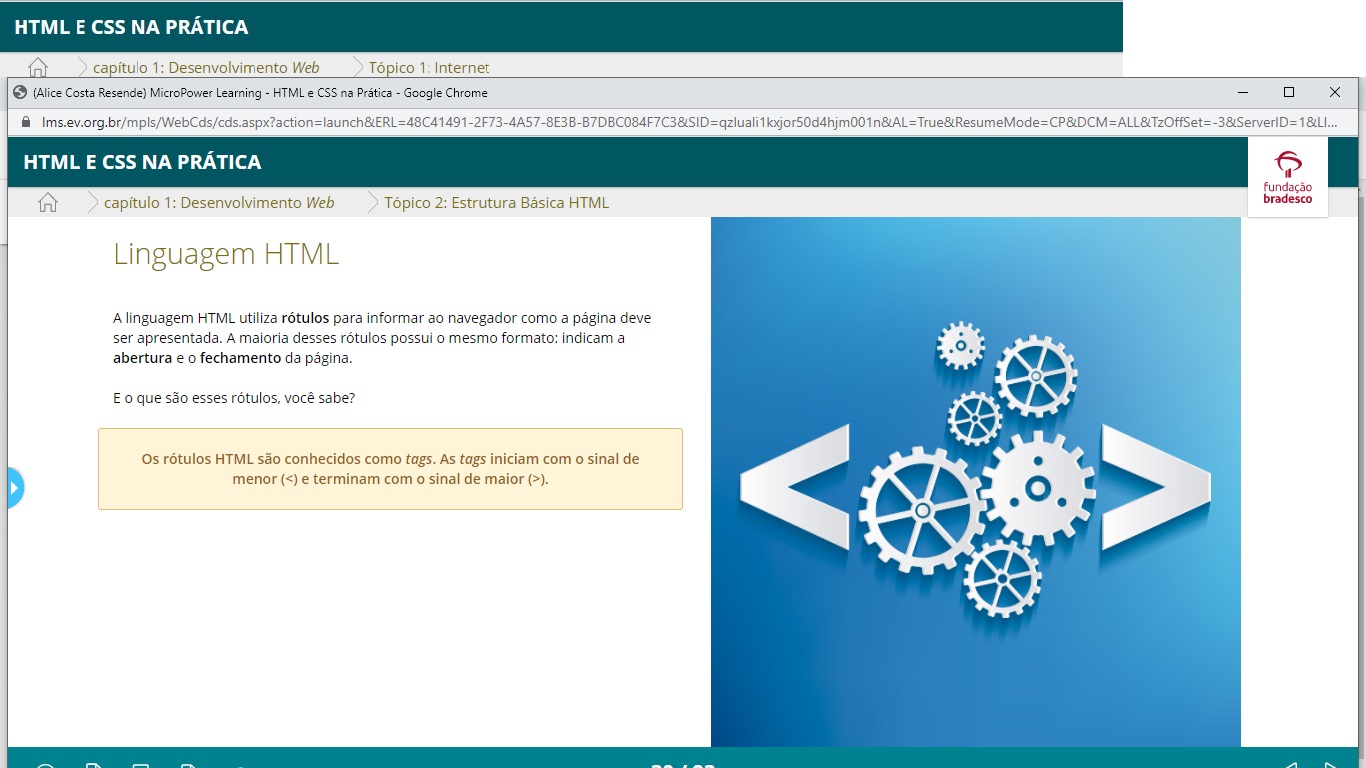 HTML E CSS NA PRÁTICA
capítulo 1: Desenvolvimento Web
Tópico 1: Internet
(Alice Costa Resende) MicroPower Learning - HTML e CSS na Prática - Google Chrome
lms.ev.org.br/mpls/WebCds/cds.aspx?action=launch&ERL=48C41491-2F73-4A57-8E3B-B7DBC084F7C3&SID=qzluali1kxjor50d4hjm001n&AL=True&ResumeMode=CP&DCM=ALL&TzOffSet=-3&ServerID=1&LI...
HTML E CSS NA PRÁTICA
fundação
bradesco
capítulo 1: Desenvolvimento Web
Tópico 2: Estrutura Básica HTML
Linguagem HTML
A linguagem HTML utiliza rótulos para informar ao navegador como a página deve
ser apresentada. A maioria desses rótulos possui o mesmo formato: indicam a
abertura e o fechamento da página.
E o que são esses rótulos, você sabe?
Os rótulos HTML são conhecidos como tags. As tags iniciam com o sinal de
menor (<) e terminam com o sinal de maior (>).
< >